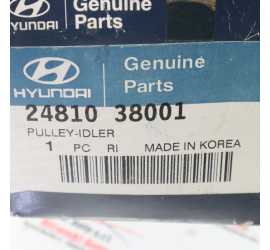 HYUNDAI
Genuine
Parts
HYUNDAI
Genuine
Parts
24810 38001
PULLEY-IDLER
1 PC RI MADE IN KOREA